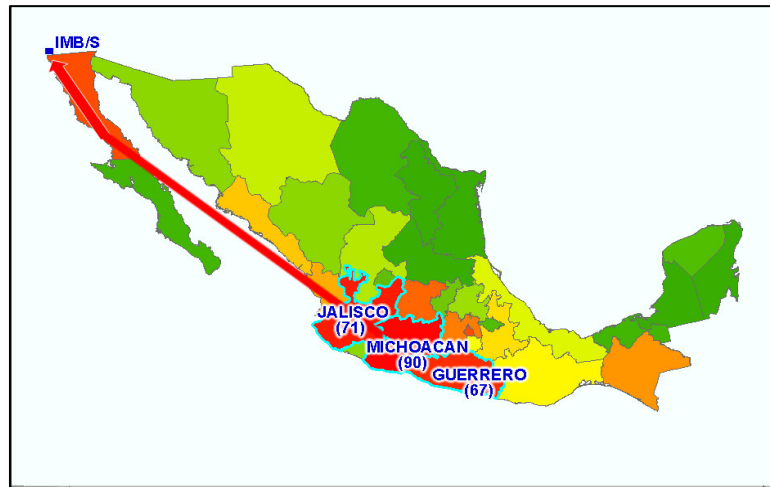 IMB/S
JALISCO
(71)
MICHOACAN
(90)
GUERRERO
(67)